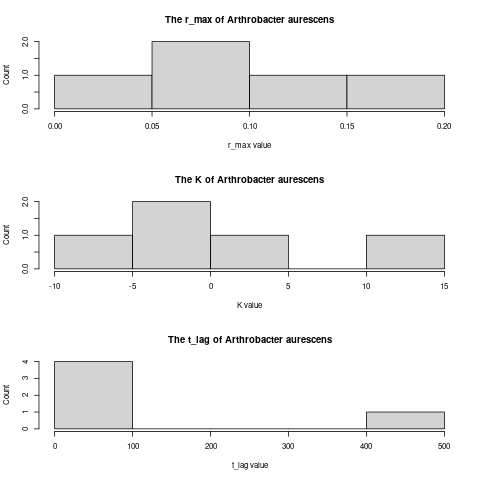 The r_max of Arthrobacter aurescens
Count
0.0 1.0 2.0
0.00 0.05 0.10 0.15 0.20
r_max value
The K of Arthrobacter aurescens
Count
0.0 1.0 2.0
-10 -5 0 5 10 15
K value
The t_lag of Arthrobacter aurescens
Count
0 1 2 3 4
0 100 200 300 400 500
t_lag value